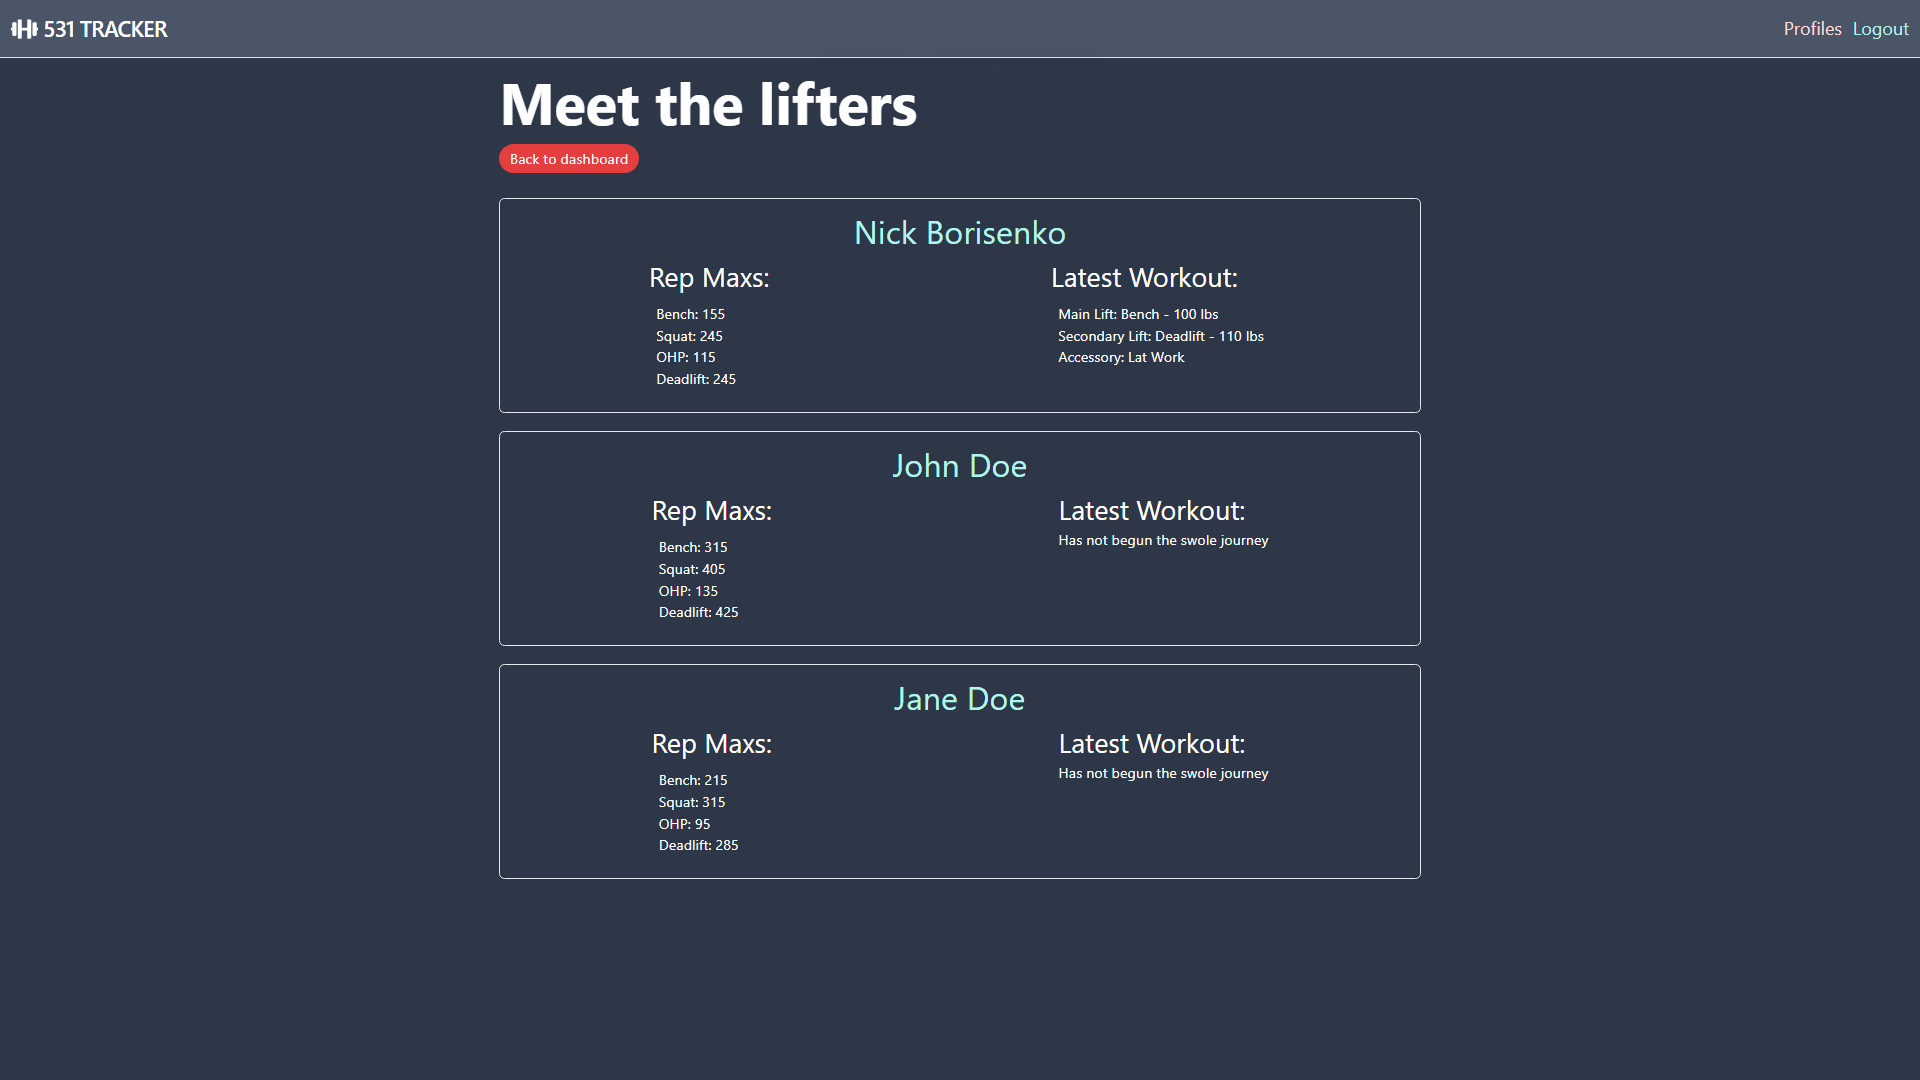 531 TRACKER
Profiles Logout
Meet the lifters
Back to dashboard
Nick Borisenko
Rep Maxs:
Bench: 155
Squat: 245
OHP: 115
Deadlift: 245
Latest Workout:
Main Lift: Bench - 100 lbs
Secondary Lift: Deadlift - 110 lbs
Accessory: Lat Work
John Doe
Rep Maxs:
Bench: 315
Squat: 405
OHP: 135
Deadlift: 425
Latest Workout:
Has not begun the swole journey
Jane Doe
Rep Maxs:
Bench: 215
Squat: 315
OHP: 95
Deadlift: 285
Latest Workout:
Has not begun the swole journey